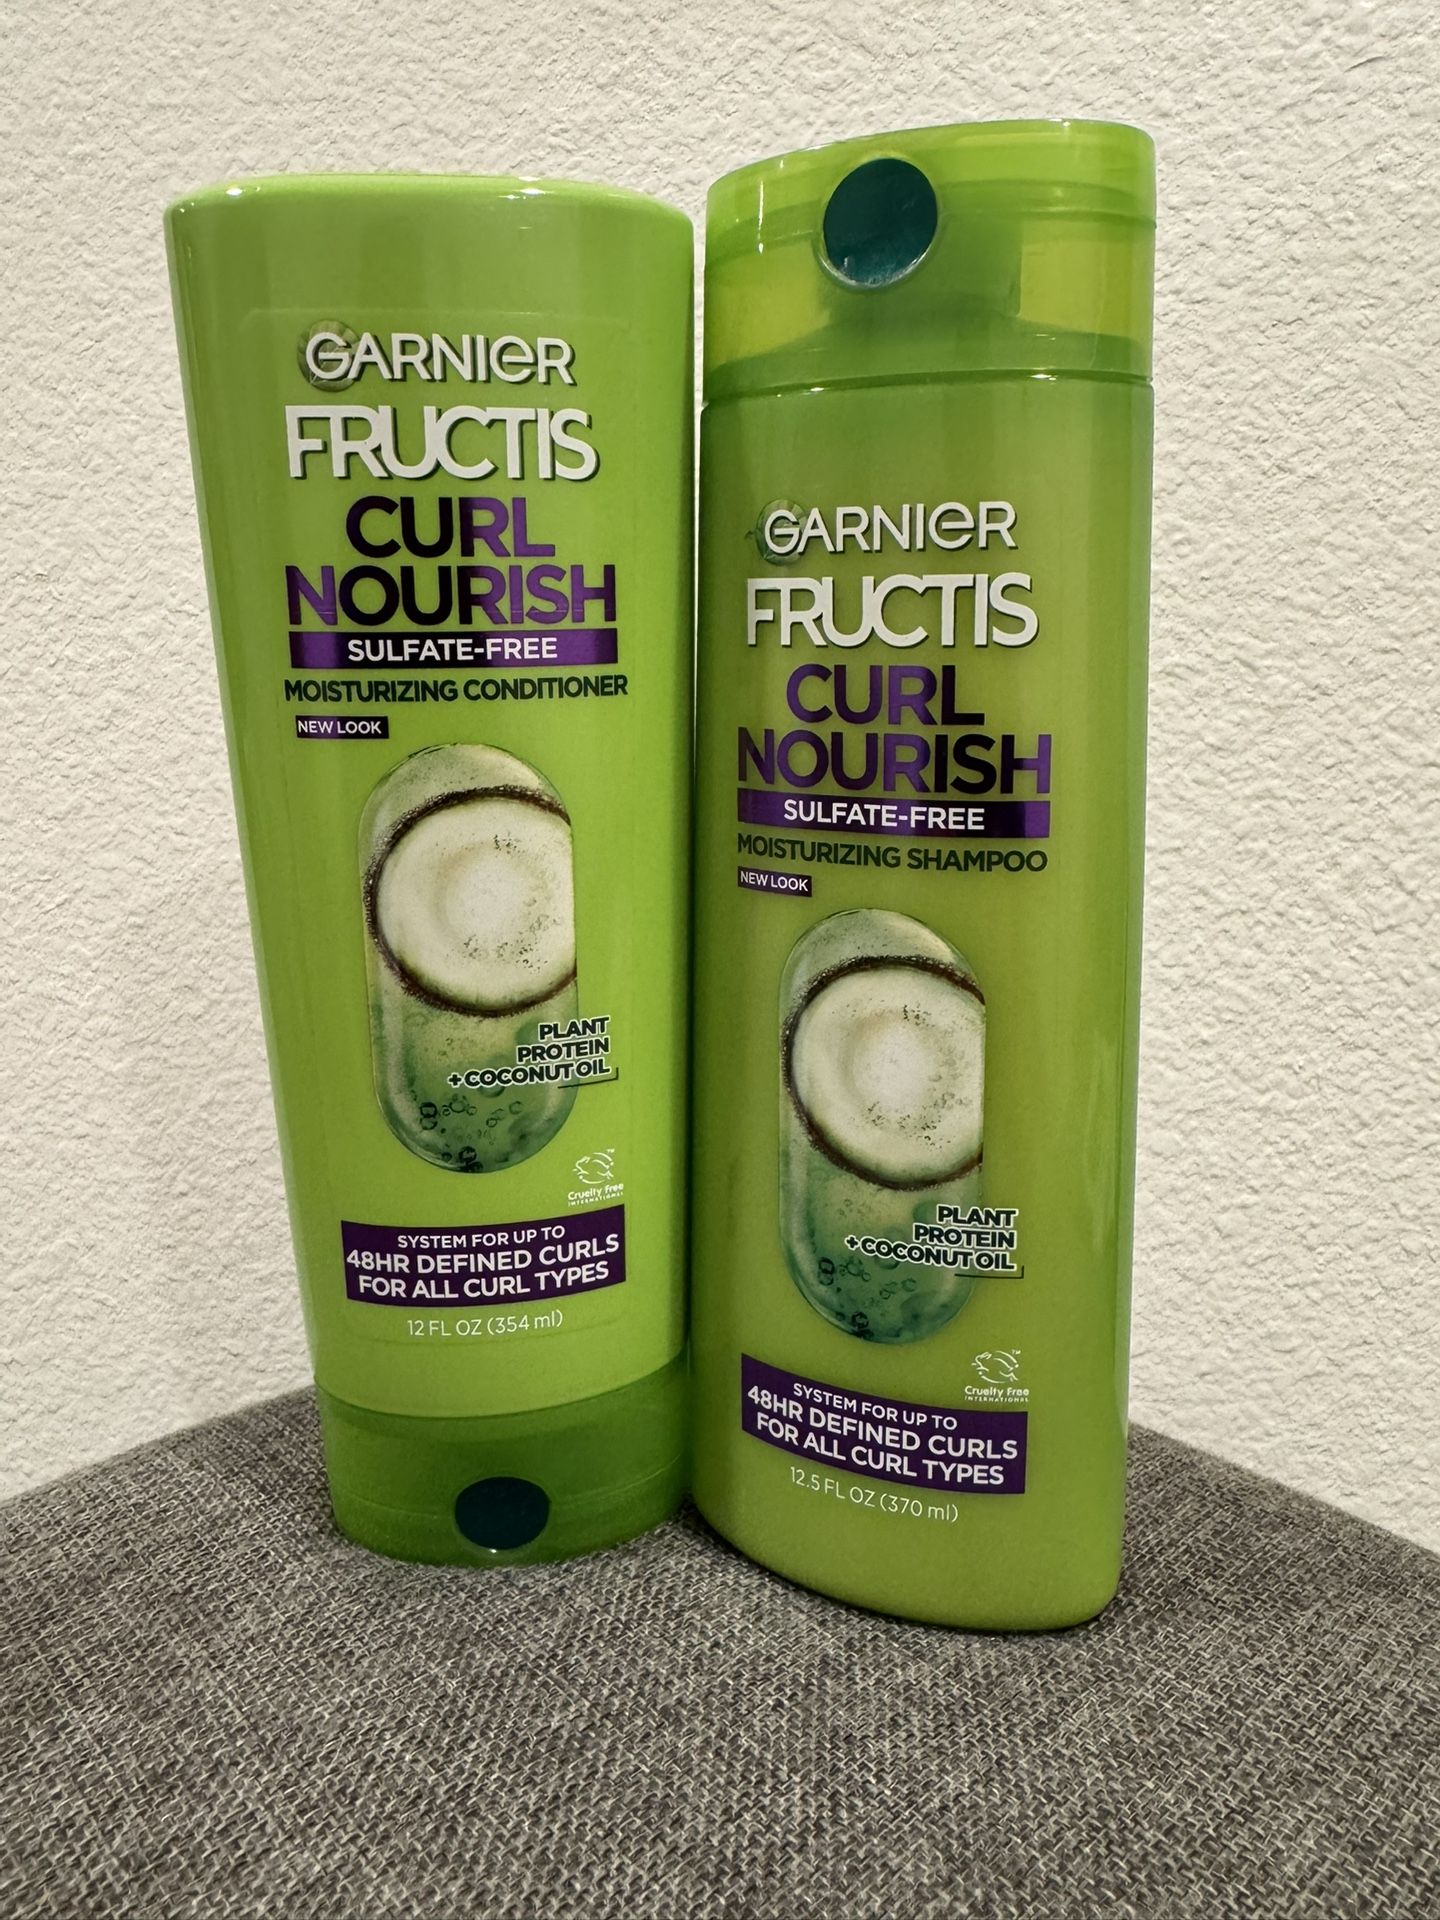 GARNIER
FRUCTIS
CURL
NOURISH
SULFATE-FREE
MOISTURIZING CONDITIONER
NEW LOOK
PLANT
PROTEIN
+COCONUT OIL
Cruelty Free
INTERNATIONAL
SYSTEM FOR UP TO
48HR DEFINED CURLS
FOR ALL CURL TYPES
12 FL OZ (354 ml)
GARNIER
FRUCTIS
CURL
NOURISH
SULFATE-FREE
MOISTURIZING SHAMPOO
NEW LOOK
PLANT
PROTEIN
+COCONUT OIL
Cruelty Free
INTERNATIONAL
SYSTEM FOR UP TO
48HR DEFINED CURLS
FOR ALL CURL TYPES
12.5 FL OZ (370 ml)